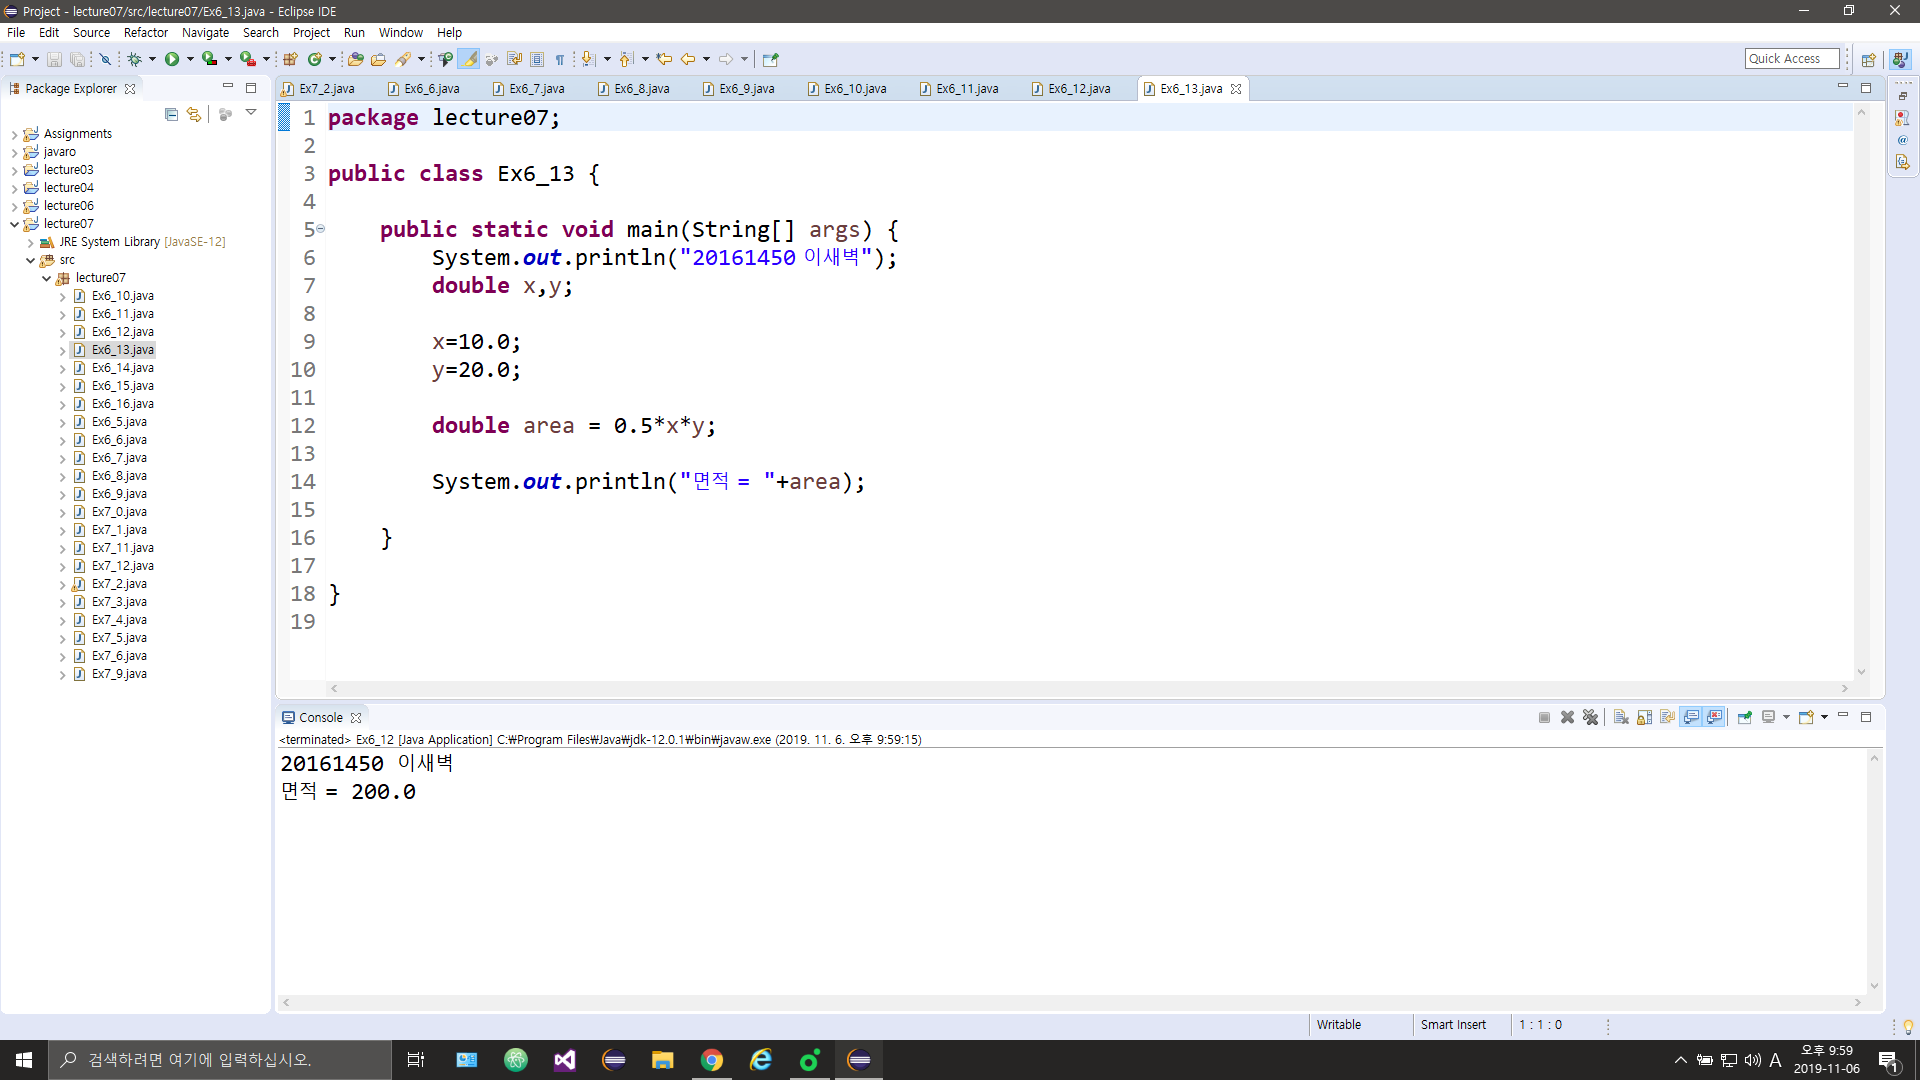 Project - lecture07/src/lecture07/Ex6_13.java - Eclipse IDE
File Edit Source Refactor Navigate Search Project Run Window Help
Quick Access
Package Explorer
Assignments
javaro
lecture03
lecture04
lecture06
lecture07
JRE System Library [JavaSE-12]
src
lecture07
Ex6_10.java
Ex6_11.java
Ex6_12.java
Ex6_13.java
Ex6_14.java
Ex6_15.java
Ex6_16.java
Ex6_5.java
Ex6_6.java
Ex6_7.java
Ex6_8.java
Ex6_9.java
Ex7_0.java
Ex7_1.java
Ex7_11.java
Ex7_12.java
Ex7_2.java
Ex7_3.java
Ex7_4.java
Ex7_5.java
Ex7_6.java
Ex7_9.java
Ex7_2.java Ex6_6.java Ex6_7.java Ex6_8.java Ex6_9.java Ex6_10.java Ex6_11.java Ex6_12.java Ex6_13.java
1 package lecture07;
2
3 public class Ex6_13 {
4
5 public static void main(String[] args) {
6 System.out.println("20161450 이새벽");
7 double x,y;
8
9 x=10.0;
10 y=20.0;
11
12 double area = 0.5*x*y;
13
14 System.out.println("면적 = "+area);
15
16 }
17
18 }
19
Console
<terminated> Ex6_12 [Java Application] C:₩Program Files₩Java₩jdk-12.0.1₩bin₩javaw.exe (2019. 11. 6. 오후 9:59:15)
20161450 이새벽
면적 = 200.0
Writable Smart Insert 1 : 1 : 0
검색하려면 여기에 입력하십시오.
A
오후 9:59
2019-11-06
1